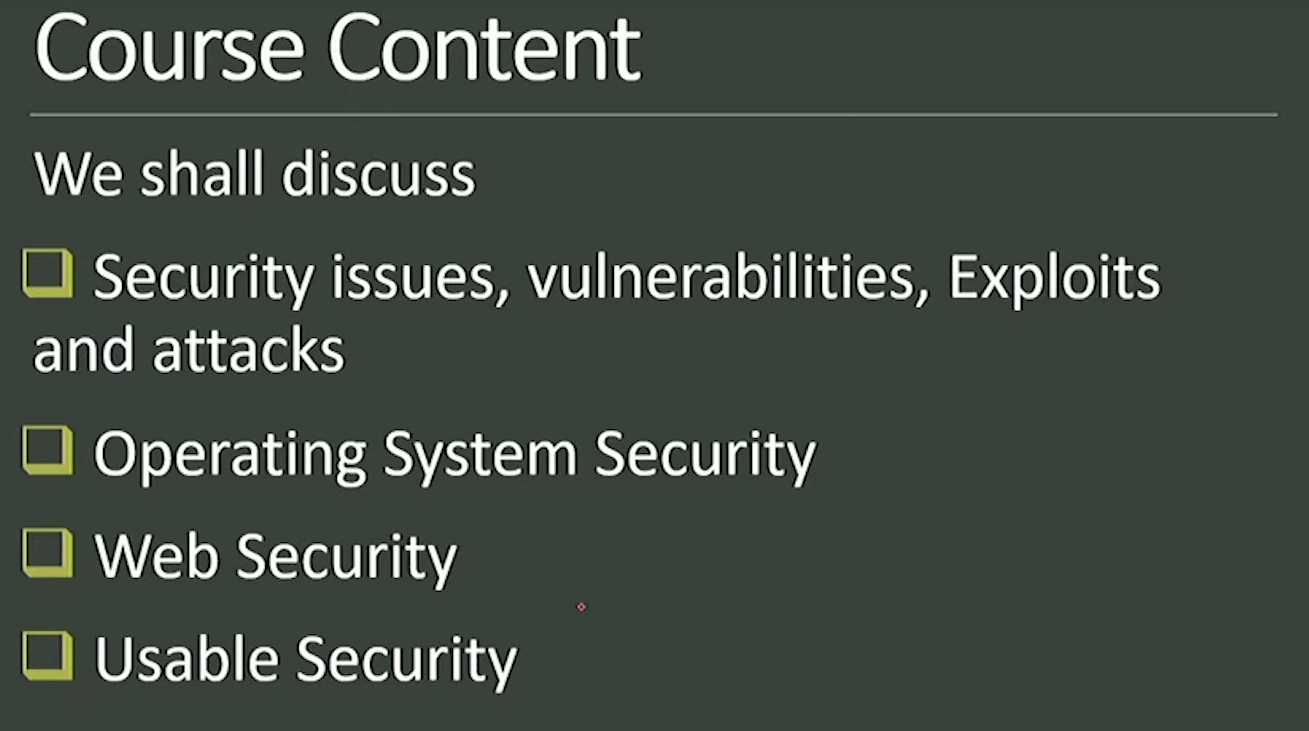 Course Content
We shall discuss
Security issues, vulnerabilities, Exploits
and attacks
Operating System Security
Web Security
Usable Security